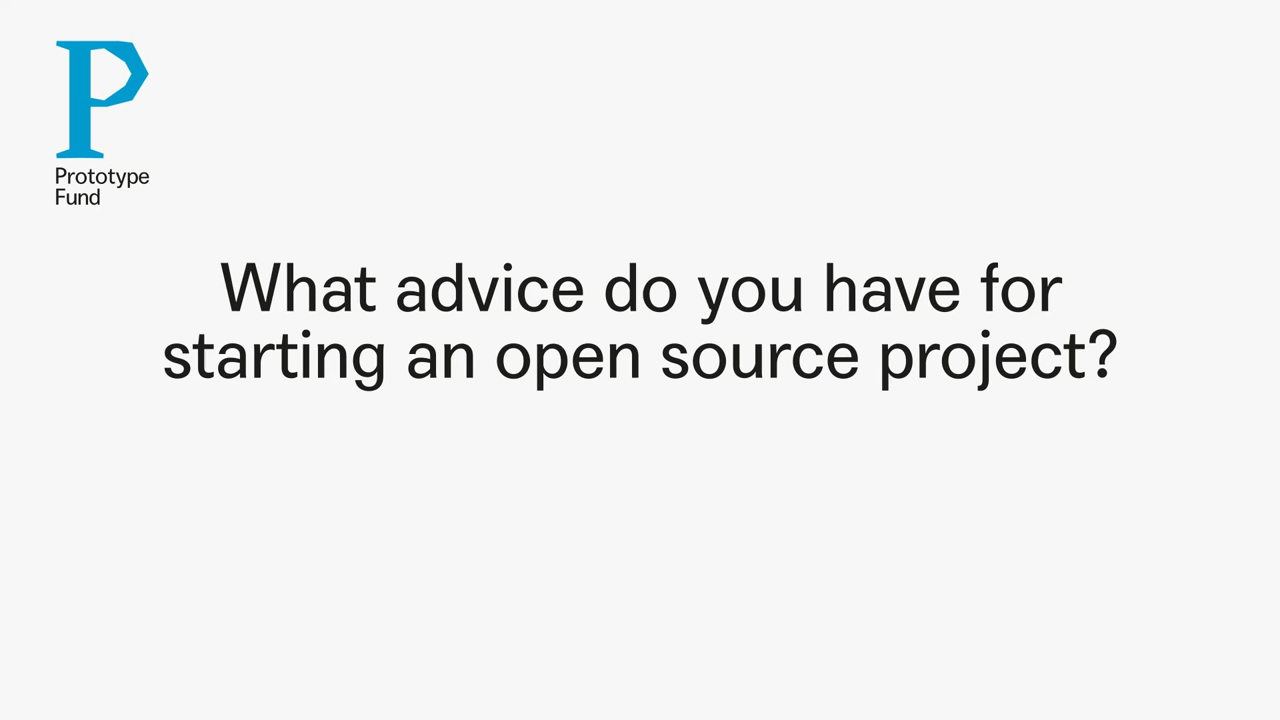 Prototype
Fund
What advice do you have for
starting an open source project?